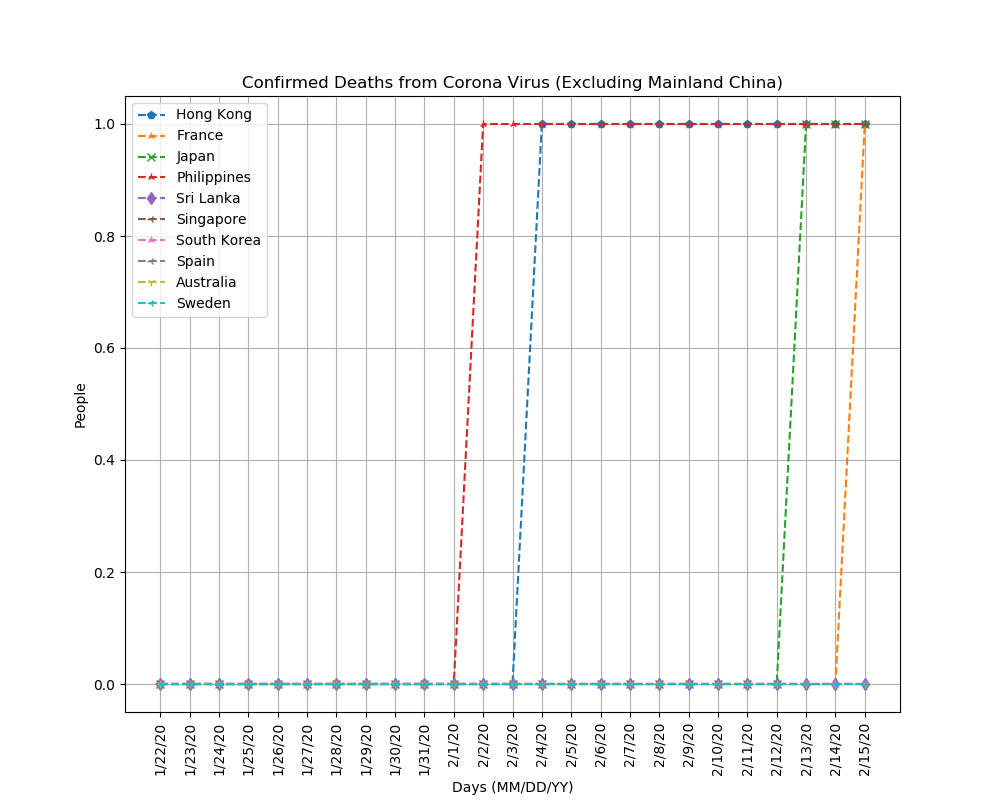 Confirmed Deaths from Corona Virus (Excluding Mainland China)
Hong Kong
France
Japan
Philippines
Sri Lanka
Singapore
South Korea
Spain
Australia
Sweden
1.0
0.8
0.6
0.4
0.2
0.0
People
1/22/20
1/23/20
1/24/20
1/25/20
1/26/20
1/27/20
1/28/20
1/29/20
1/30/20
1/31/20
2/1/20
2/2/20
2/3/20
2/4/20
2/5/20
2/6/20
2/7/20
2/8/20
2/9/20
2/10/20
2/11/20
2/12/20
2/13/20
2/14/20
2/15/20
Days (MM/DD/YY)